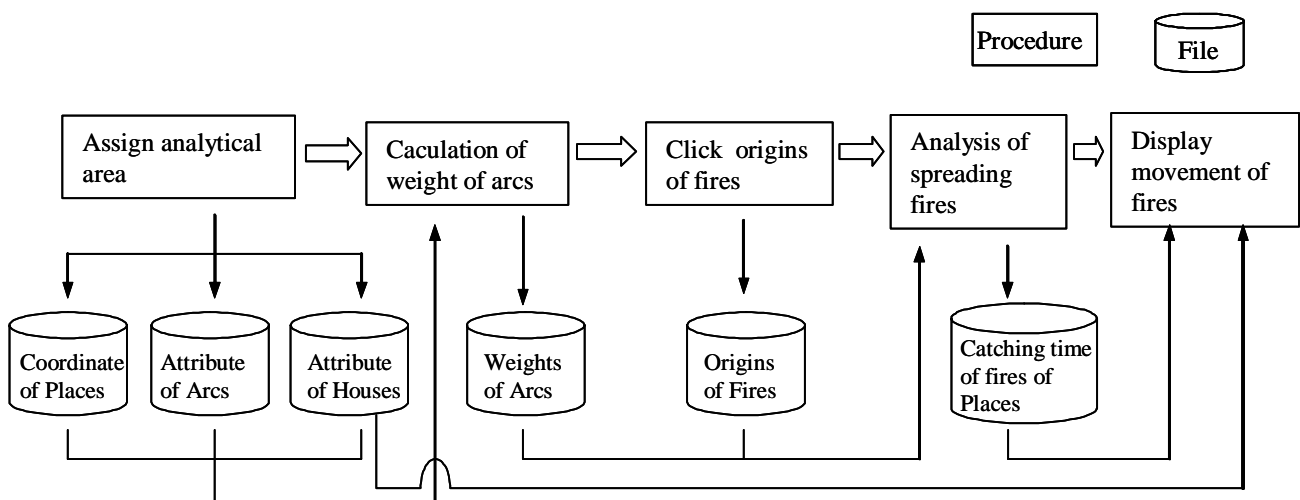 Procedure
File
Assign analytical
area
Caculation of
weight of arcs
Click origins
of fires
Analysis of
spreading
fires
Display
movement of
fires
Coordinate
of Places
Attribute
of Arcs
Attribute
of Houses
Weights
of Arcs
Origins
of Fires
Catching time
of fires of
Places